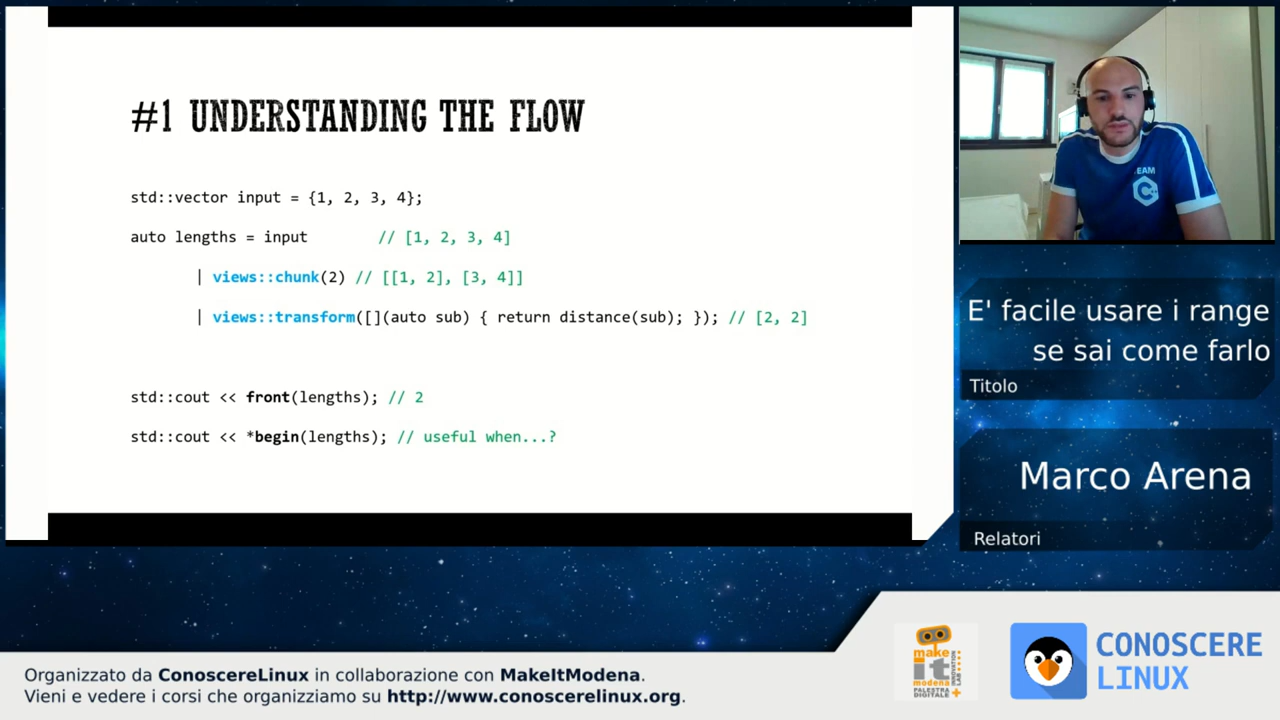 #1 UNDERSTANDING THE FLOW
std::vector input = {1, 2, 3, 4};
auto lengths = input // [1, 2, 3, 4]
| views::chunk(2) // [[1, 2], [3, 4]]
| views::transform([](auto sub) { return distance(sub); }); // [2, 2]
std::cout << front(lengths); // 2
std::cout << *begin(lengths); // useful when...?
EAM
C++
E' facile usare i range
se sai come farlo
Titolo
Marco Arena
Relatori
make
it
modena
PALESTRA
DIGITALE
INNOVATION
LAB
CONOSCERE
LINUX
Organizzato da ConoscereLinux in collaborazione con MakeItModena.
Vieni e vedere i corsi che organizziamo su http://www.conoscerelinux.org.